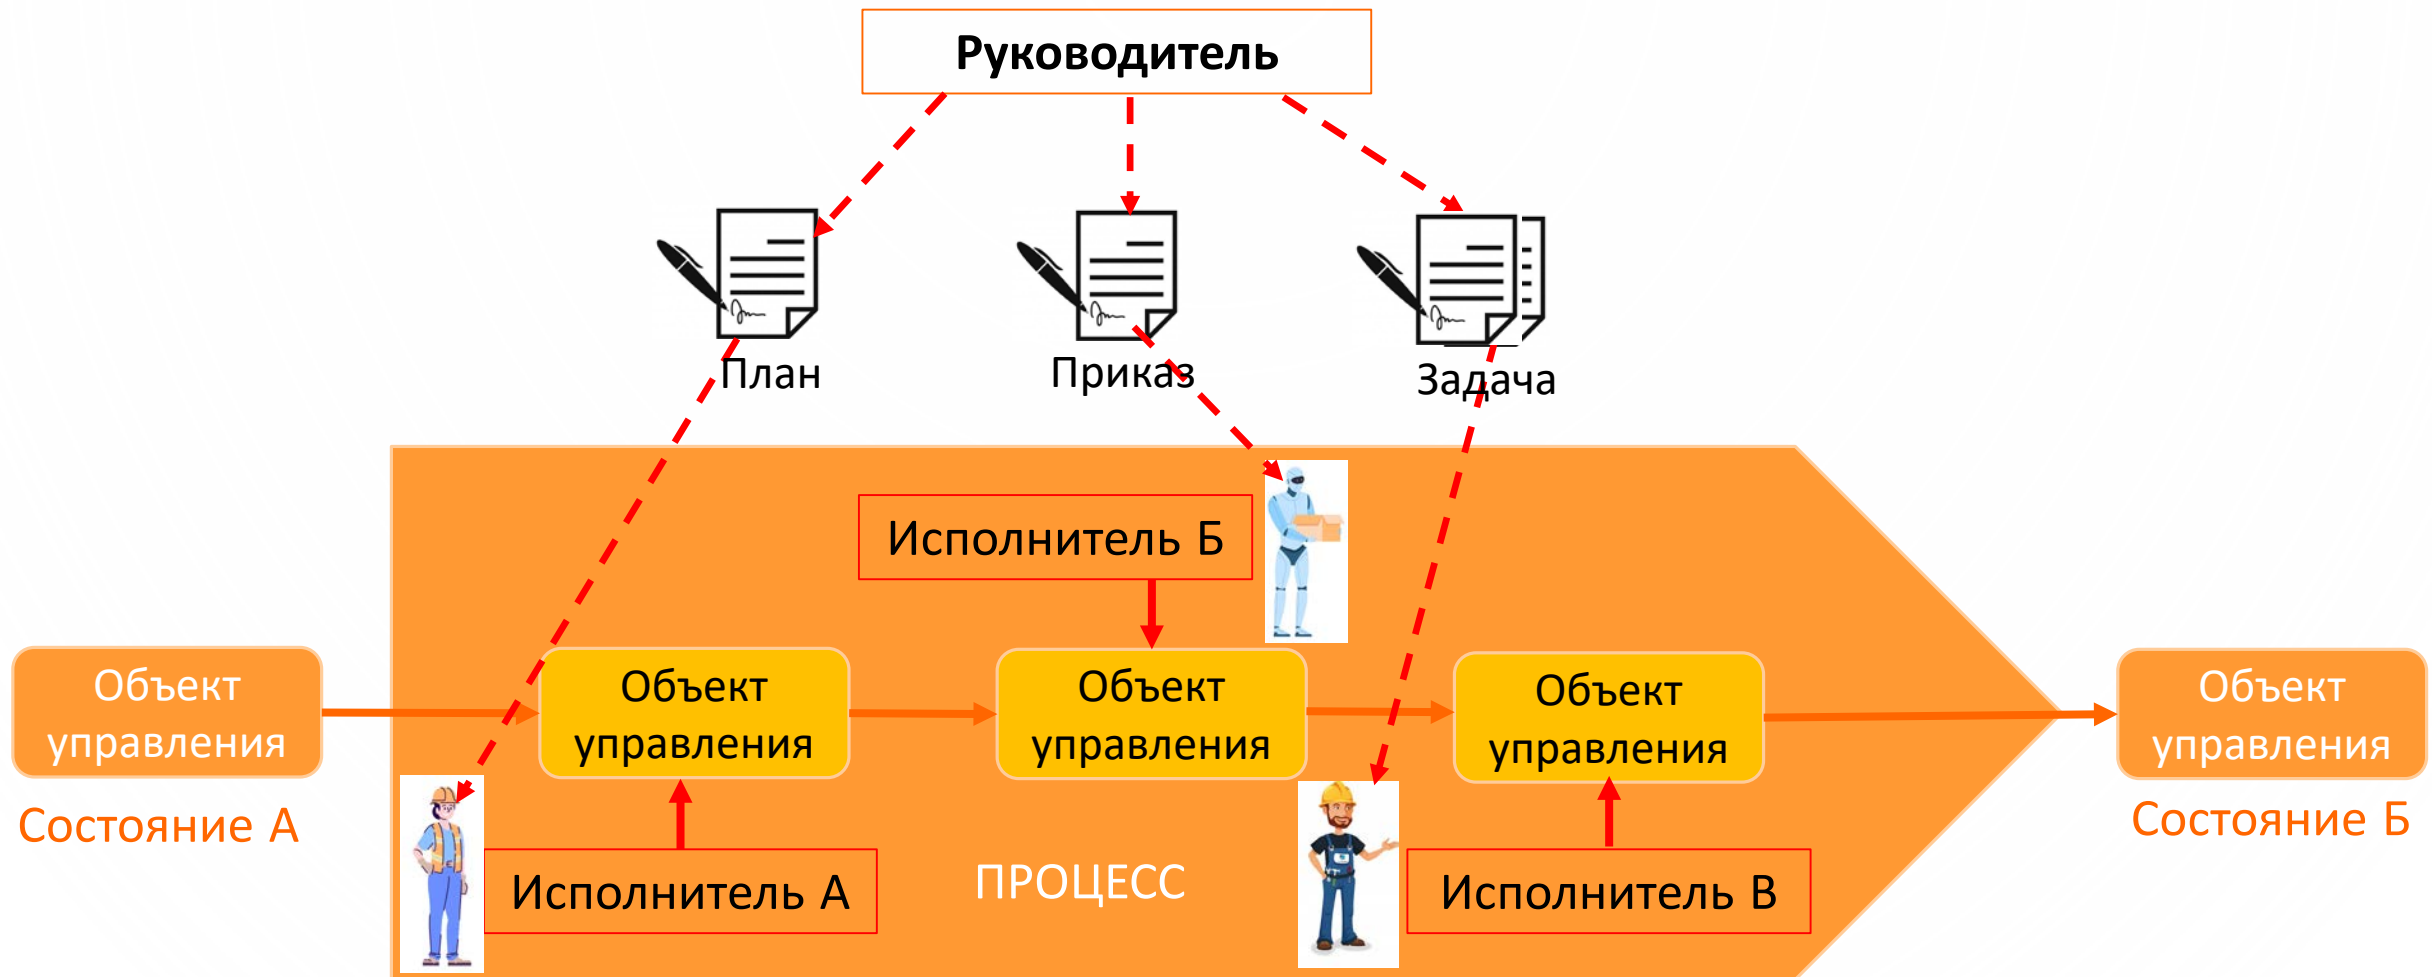 Руководитель
План
Приказ
Задача
Исполнитель Б
Объект
управления
Состояние А
Объект
управления
Объект
управления
Объект
управления
Объект
управления
Состояние Б
Исполнитель А
ПРОЦЕСС
Исполнитель В